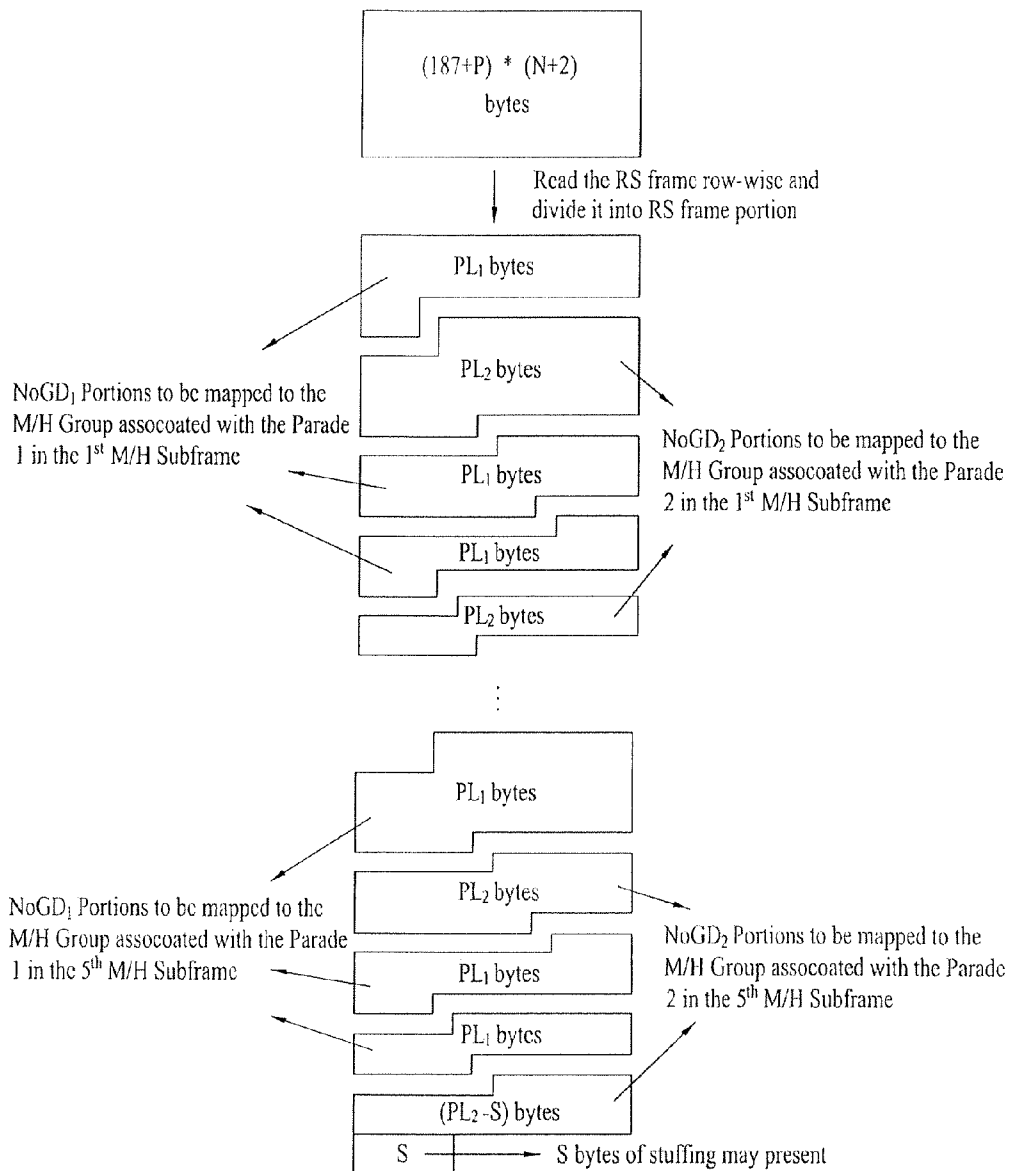 (187+P) * (N+2)
bytes
Read the RS frame row-wise and
divide it into RS frame portion
PL₁ bytes
PL₂ bytes
NoGD₁ Portions to be mapped to the
M/H Group assocoated with the Parade
1 in the 1ˢᵗ M/H Subframe
NoGD₂ Portions to be mapped to the
M/H Group assocoated with the Parade
2 in the 1ˢᵗ M/H Subframe
PL₁ bytes
PL₁ bytes
PL₂ bytes
⋮
PL₁ bytes
PL₂ bytes
NoGD₁ Portions to be mapped to the
M/H Group assocoated with the Parade
1 in the 5ᵗʰ M/H Subframe
NoGD₂ Portions to be mapped to the
M/H Group assocoated with the Parade
2 in the 5ᵗʰ M/H Subframe
PL₁ bytes
PL₁ bytes
(PL₂-S) bytes
S
S bytes of stuffing may present